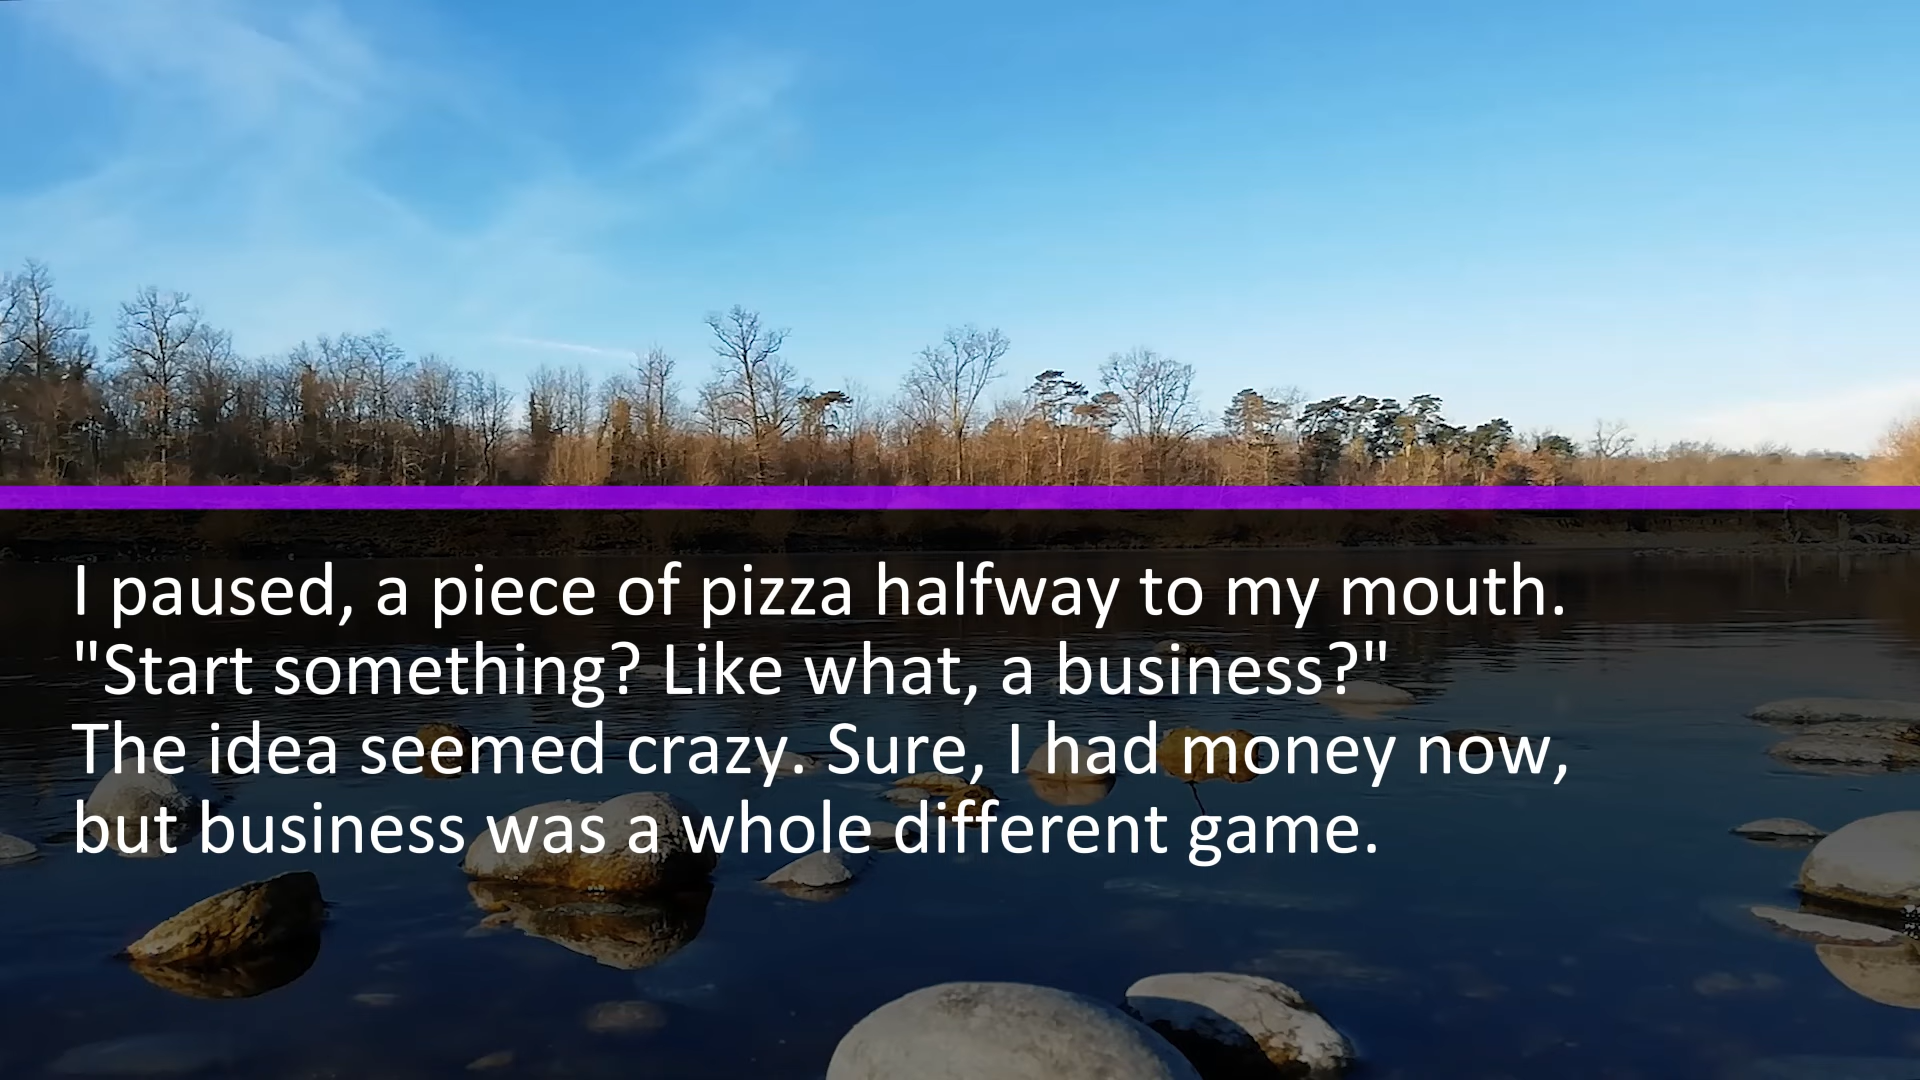 I paused, a piece of pizza halfway to my mouth.
"Start something? Like what, a business?"
The idea seemed crazy. Sure, I had money now,
but business was a whole different game.